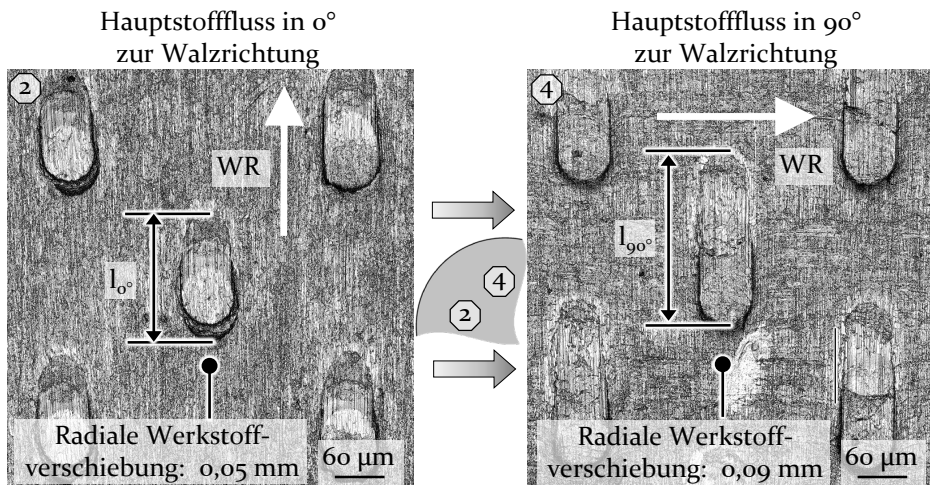 Hauptstofffluss in 0°
zur Walzrichtung
Hauptstofffluss in 90°
zur Walzrichtung
2
WR
l0°
Radiale Werkstoff-
verschiebung: 0,05 mm
60 µm
4
2
4
WR
l90°
Radiale Werkstoff-
verschiebung: 0,09 mm
60 µm